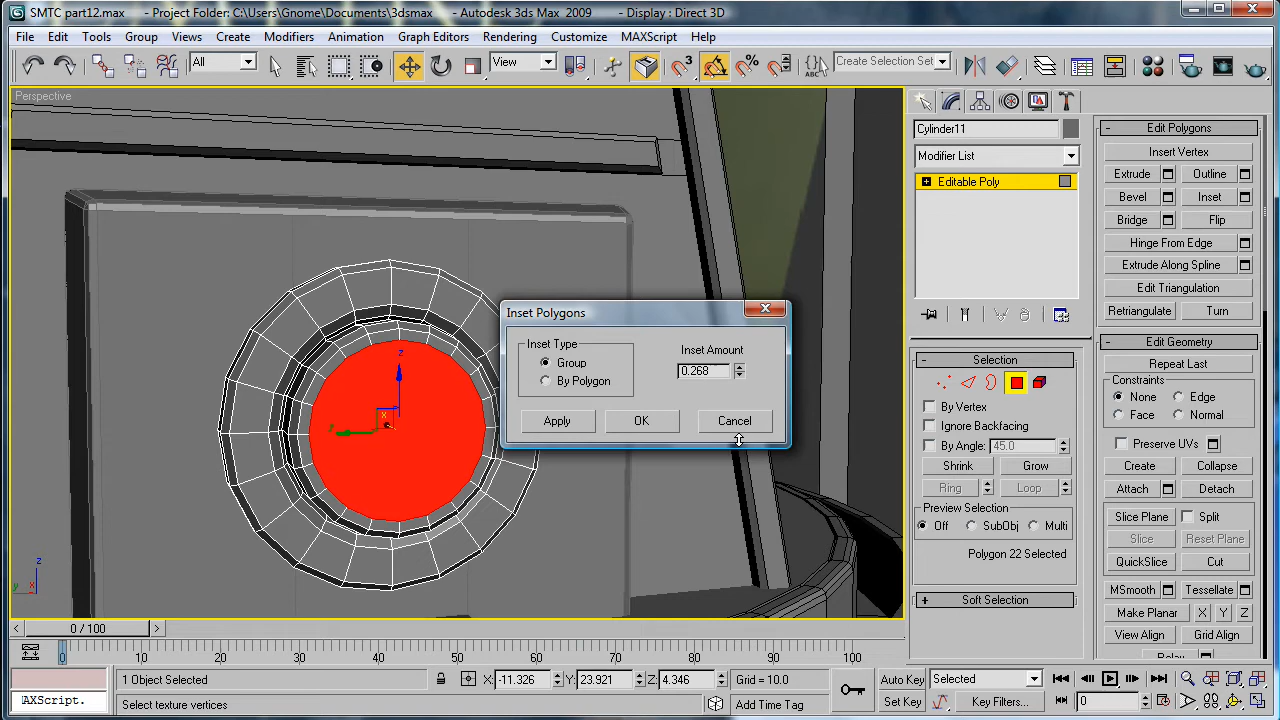 SMTC part12.max - Project Folder: C:\Users\Gnome\Documents\3dsmax - Autodesk 3ds Max 2009 - Display : Direct 3D
File Edit Tools Group Views Create Modifiers Animation Graph Editors Rendering Customize MAXScript Help
All View 3 % ABC Create Selection Set
Perspective
Cylinder11
Modifier List
Editable Poly
Edit Polygons
Insert Vertex
Extrude Outline
Bevel Inset
Bridge Flip
Hinge From Edge
Extrude Along Spline
Edit Triangulation
Retriangulate Turn
Inset Polygons
Inset Type
Group
By Polygon
Inset Amount
0.268
Apply OK Cancel
z
x
y
z
y x
Selection
By Vertex
Ignore Backfacing
By Angle: 45.0
Shrink Grow
Ring Loop
Preview Selection
Off SubObj Multi
Polygon 22 Selected
Soft Selection
Edit Geometry
Repeat Last
Constraints
None Edge
Face Normal
Preserve UVs
Create Collapse
Attach Detach
Slice Plane Split
Slice Reset Plane
QuickSlice Cut
MSmooth Tessellate
Make Planar X Y Z
View Align Grid Align
Relax
< 0 / 100 >
0 10 20 30 40 50 60 70 80 90 100
1 Object Selected X: -11.326 Y: 23.921 Z: 4.346 Grid = 10.0
AXScript. Select texture vertices Add Time Tag
Auto Key Selected
Set Key Key Filters... 0